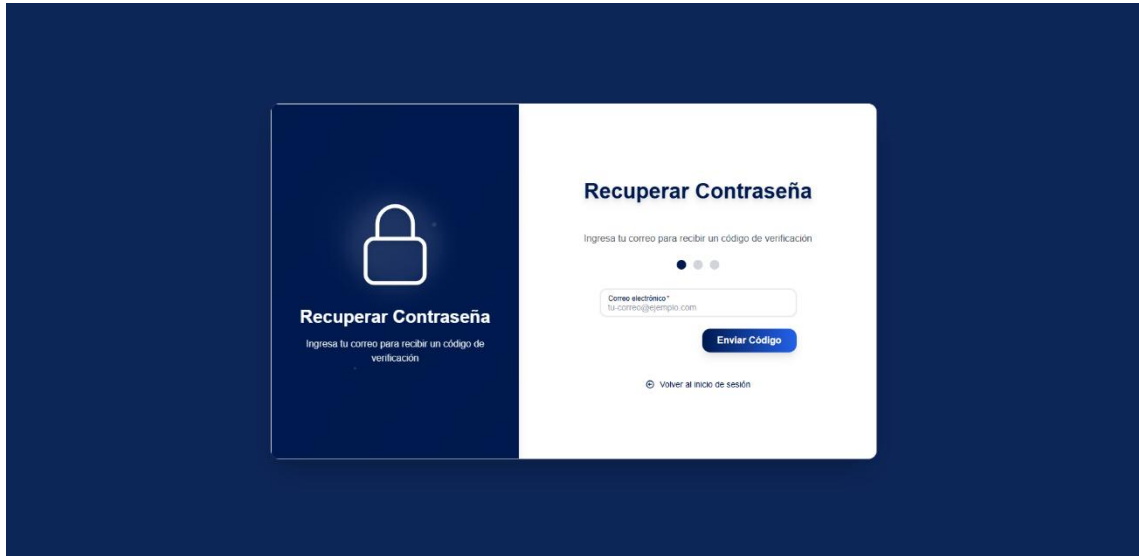 Recuperar Contraseña
Ingresa tu correo para recibir un código de
verificación
Recuperar Contraseña
Ingresa tu correo para recibir un código de verificación
Correo electrónico*
tu-correo@ejemplo.com
Enviar Código
Volver al inicio de sesión